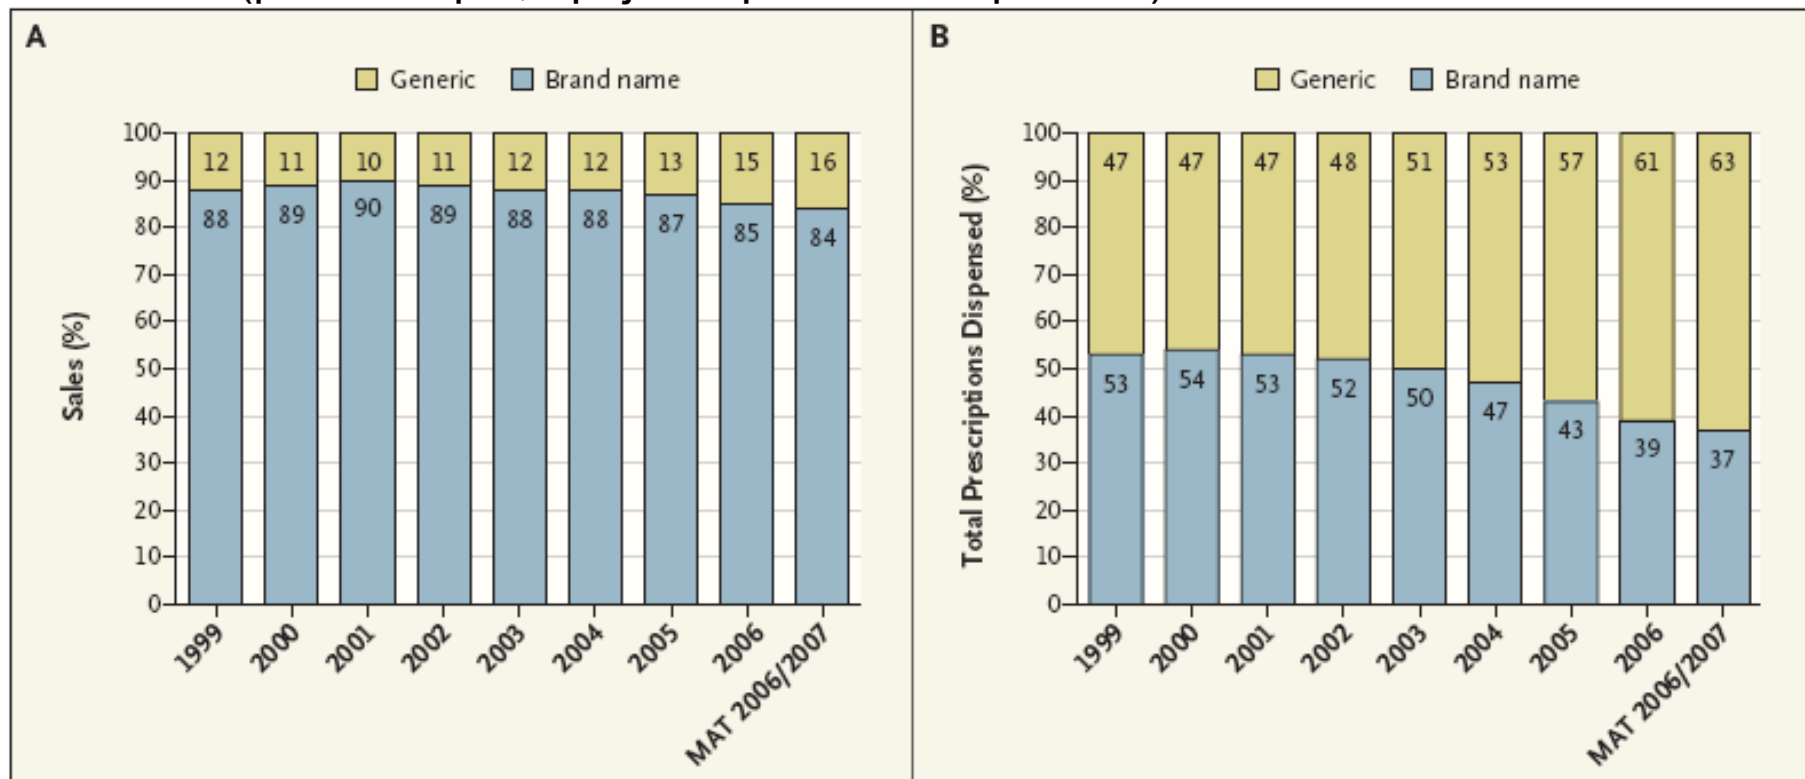 A
Generic Brand name
Sales (%)
100
90
80
70
60
50
40
30
20
10
0
12 11 10 11 12 12 13 15 16
88 89 90 89 88 88 87 85 84
1999 2000 2001 2002 2003 2004 2005 2006 MAT 2006/2007
B
Generic Brand name
Total Prescriptions Dispensed (%)
100
90
80
70
60
50
40
30
20
10
0
47 47 47 48 51 53 57 61 63
53 54 53 52 50 47 43 39 37
1999 2000 2001 2002 2003 2004 2005 2006 MAT 2006/2007